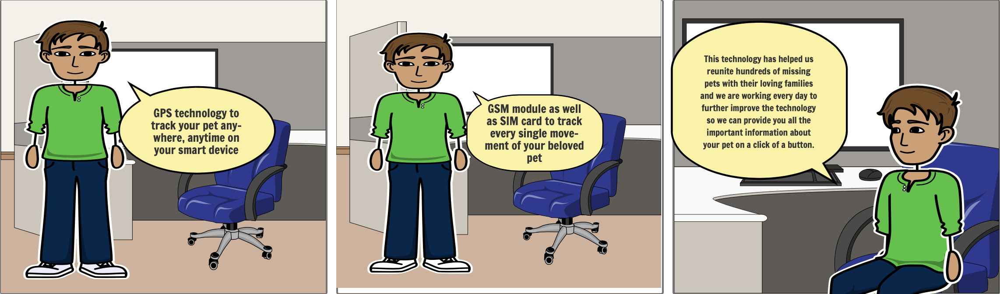 GPS technology to
track your pet any-
where, anytime on
your smart device
GSM module as well
as SIM card to track
every single move-
ment of your beloved
pet
This technology has helped us
reunite hundreds of missing
pets with their loving families
and we are working every day to
further improve the technology
so we can provide you all the
important information about
your pet on a click of a button.